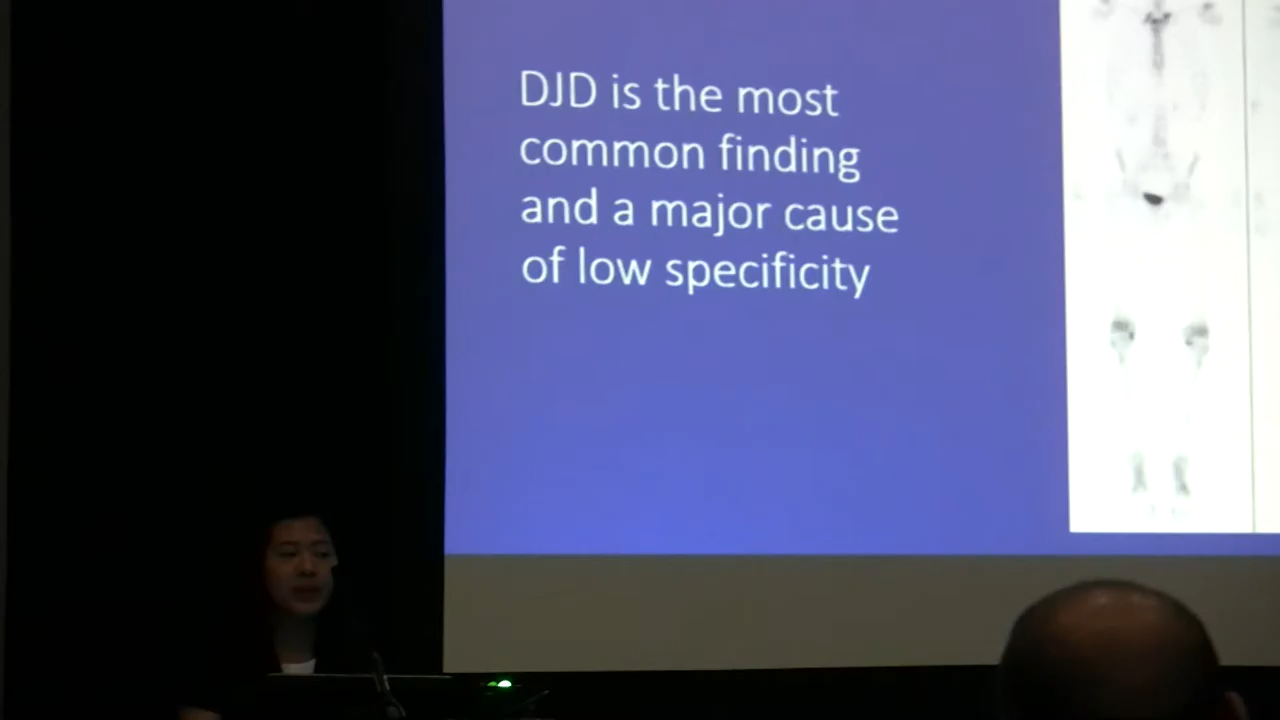 DJD is the most
common finding
and a major cause
of low specificity